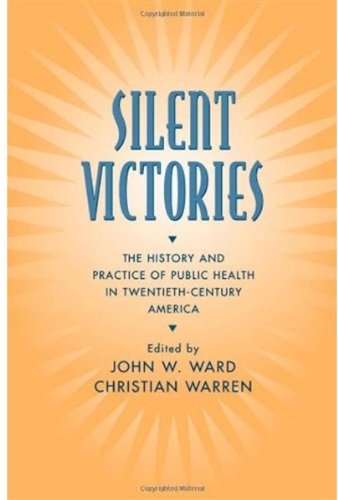 SILENT
VICTORIES
THE HISTORY AND
PRACTICE OF PUBLIC HEALTH
IN TWENTIETH-CENTURY
AMERICA
Edited by
JOHN W. WARD
CHRISTIAN WARREN